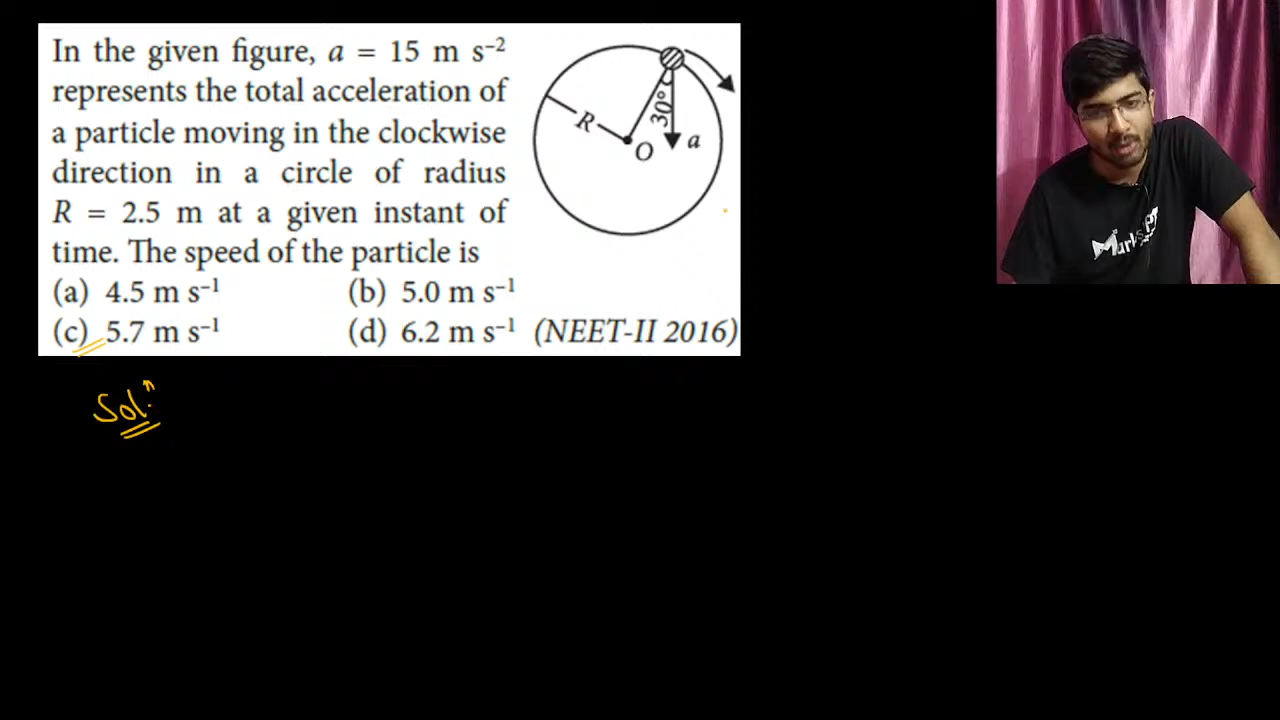 In the given figure, a = 15 m s⁻²
represents the total acceleration of
a particle moving in the clockwise
direction in a circle of radius
R = 2.5 m at a given instant of
time. The speed of the particle is
(a) 4.5 m s⁻¹ (b) 5.0 m s⁻¹
(c) 5.7 m s⁻¹ (d) 6.2 m s⁻¹ (NEET-II 2016)
R
30°
O
a
Solⁿ.